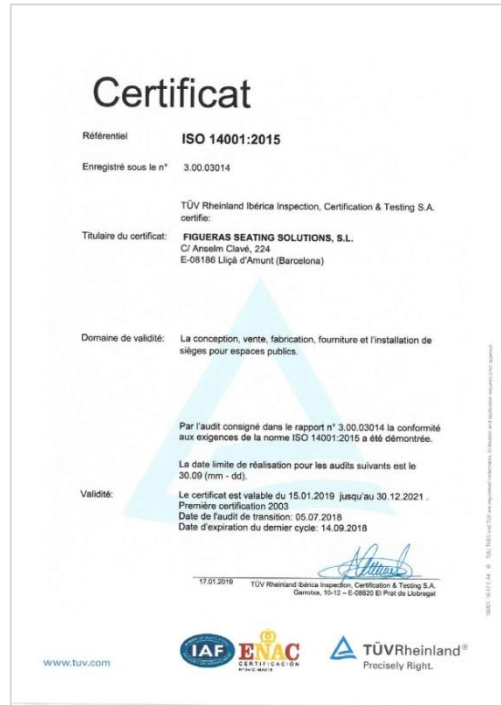 Certificat
Référentiel ISO 14001:2015
Enregistré sous le n° 3.00.03014
TÜV Rheinland Ibérica Inspection, Certification & Testing S.A.
certifie:
Titulaire du certificat: FIGUERAS SEATING SOLUTIONS, S.L.
C/ Anselm Clavé, 224
E-08186 Lliçà d'Amunt (Barcelona)
Domaine de validité: La conception, vente, fabrication, fourniture et l'installation de
sièges pour espaces publics.
Par l'audit consigné dans le rapport n° 3.00.03014 la conformité
aux exigences de la norme ISO 14001:2015 a été démontrée.
La date limite de réalisation pour les audits suivants est le
30.09 (mm - dd).
Validité: Le certificat est valable du 15.01.2019 jusqu'au 30.12.2021 .
Première certification 2003
Date de l'audit de transition: 05.07.2018
Date d'expiration du dernier cycle: 14.09.2018
17.01.2019 TÜV Rheinland Ibérica Inspection, Certification & Testing S.A.
Garrotxa, 10-12 – E-08820 El Prat de Llobregat
www.tuv.com
IAF
ENAC
CERTIFICACIÓN
TÜVRheinland®
Precisely Right.